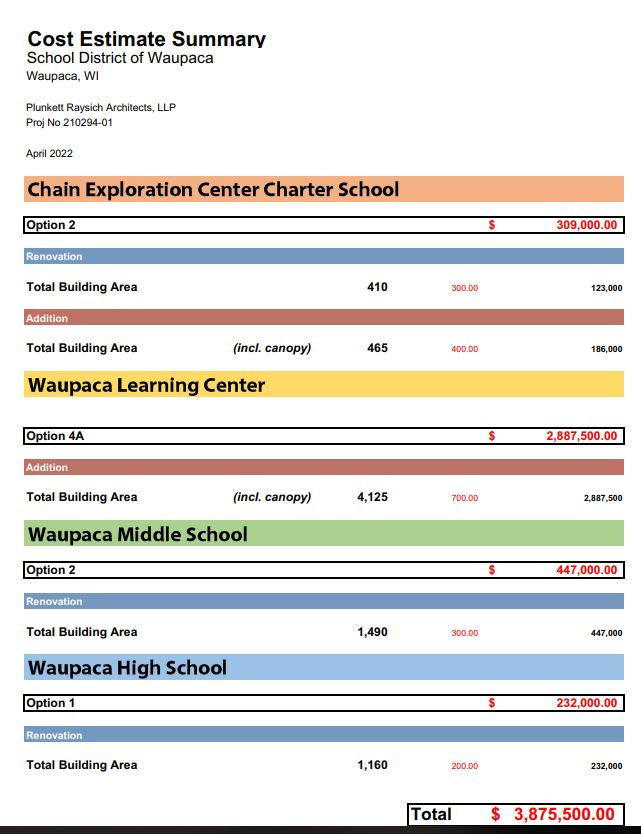 Cost Estimate Summary
School District of Waupaca
Waupaca, WI
Plunkett Raysich Architects, LLP
Proj No 210294-01
April 2022
Chain Exploration Center Charter School
Option 2 $ 309,000.00
Renovation
Total Building Area 410 300.00 123,000
Addition
Total Building Area (incl. canopy) 465 400.00 186,000
Waupaca Learning Center
Option 4A $ 2,887,500.00
Addition
Total Building Area (incl. canopy) 4,125 700.00 2,887,500
Waupaca Middle School
Option 2 $ 447,000.00
Renovation
Total Building Area 1,490 300.00 447,000
Waupaca High School
Option 1 $ 232,000.00
Renovation
Total Building Area 1,160 200.00 232,000
Total $ 3,875,500.00